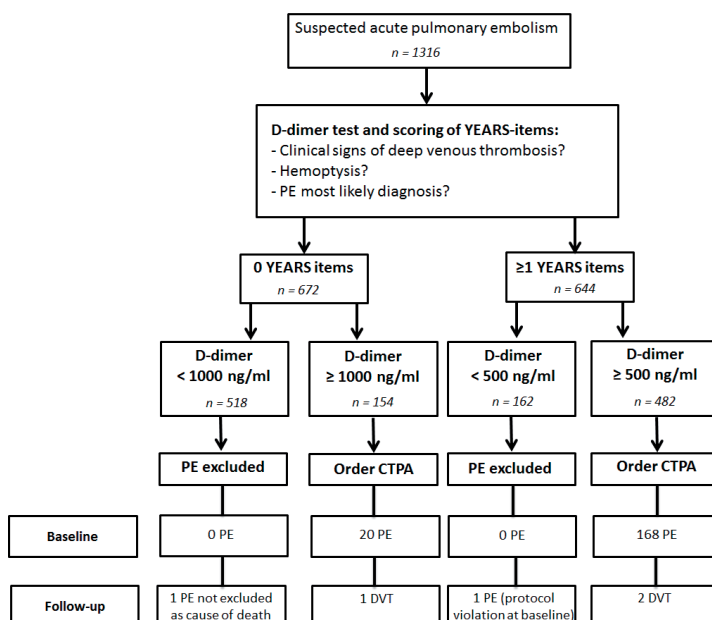 Suspected acute pulmonary embolism
n = 1316
D-dimer test and scoring of YEARS-items:
- Clinical signs of deep venous thrombosis?
- Hemoptysis?
- PE most likely diagnosis?
0 YEARS items
n = 672
≥1 YEARS items
n = 644
D-dimer
< 1000 ng/ml
n = 518
D-dimer
≥ 1000 ng/ml
n = 154
D-dimer
< 500 ng/ml
n = 162
D-dimer
≥ 500 ng/ml
n = 482
PE excluded
Order CTPA
PE excluded
Order CTPA
Baseline
0 PE
20 PE
0 PE
168 PE
Follow-up
1 PE not excluded
as cause of death
1 DVT
1 PE (protocol
violation at baseline)
2 DVT